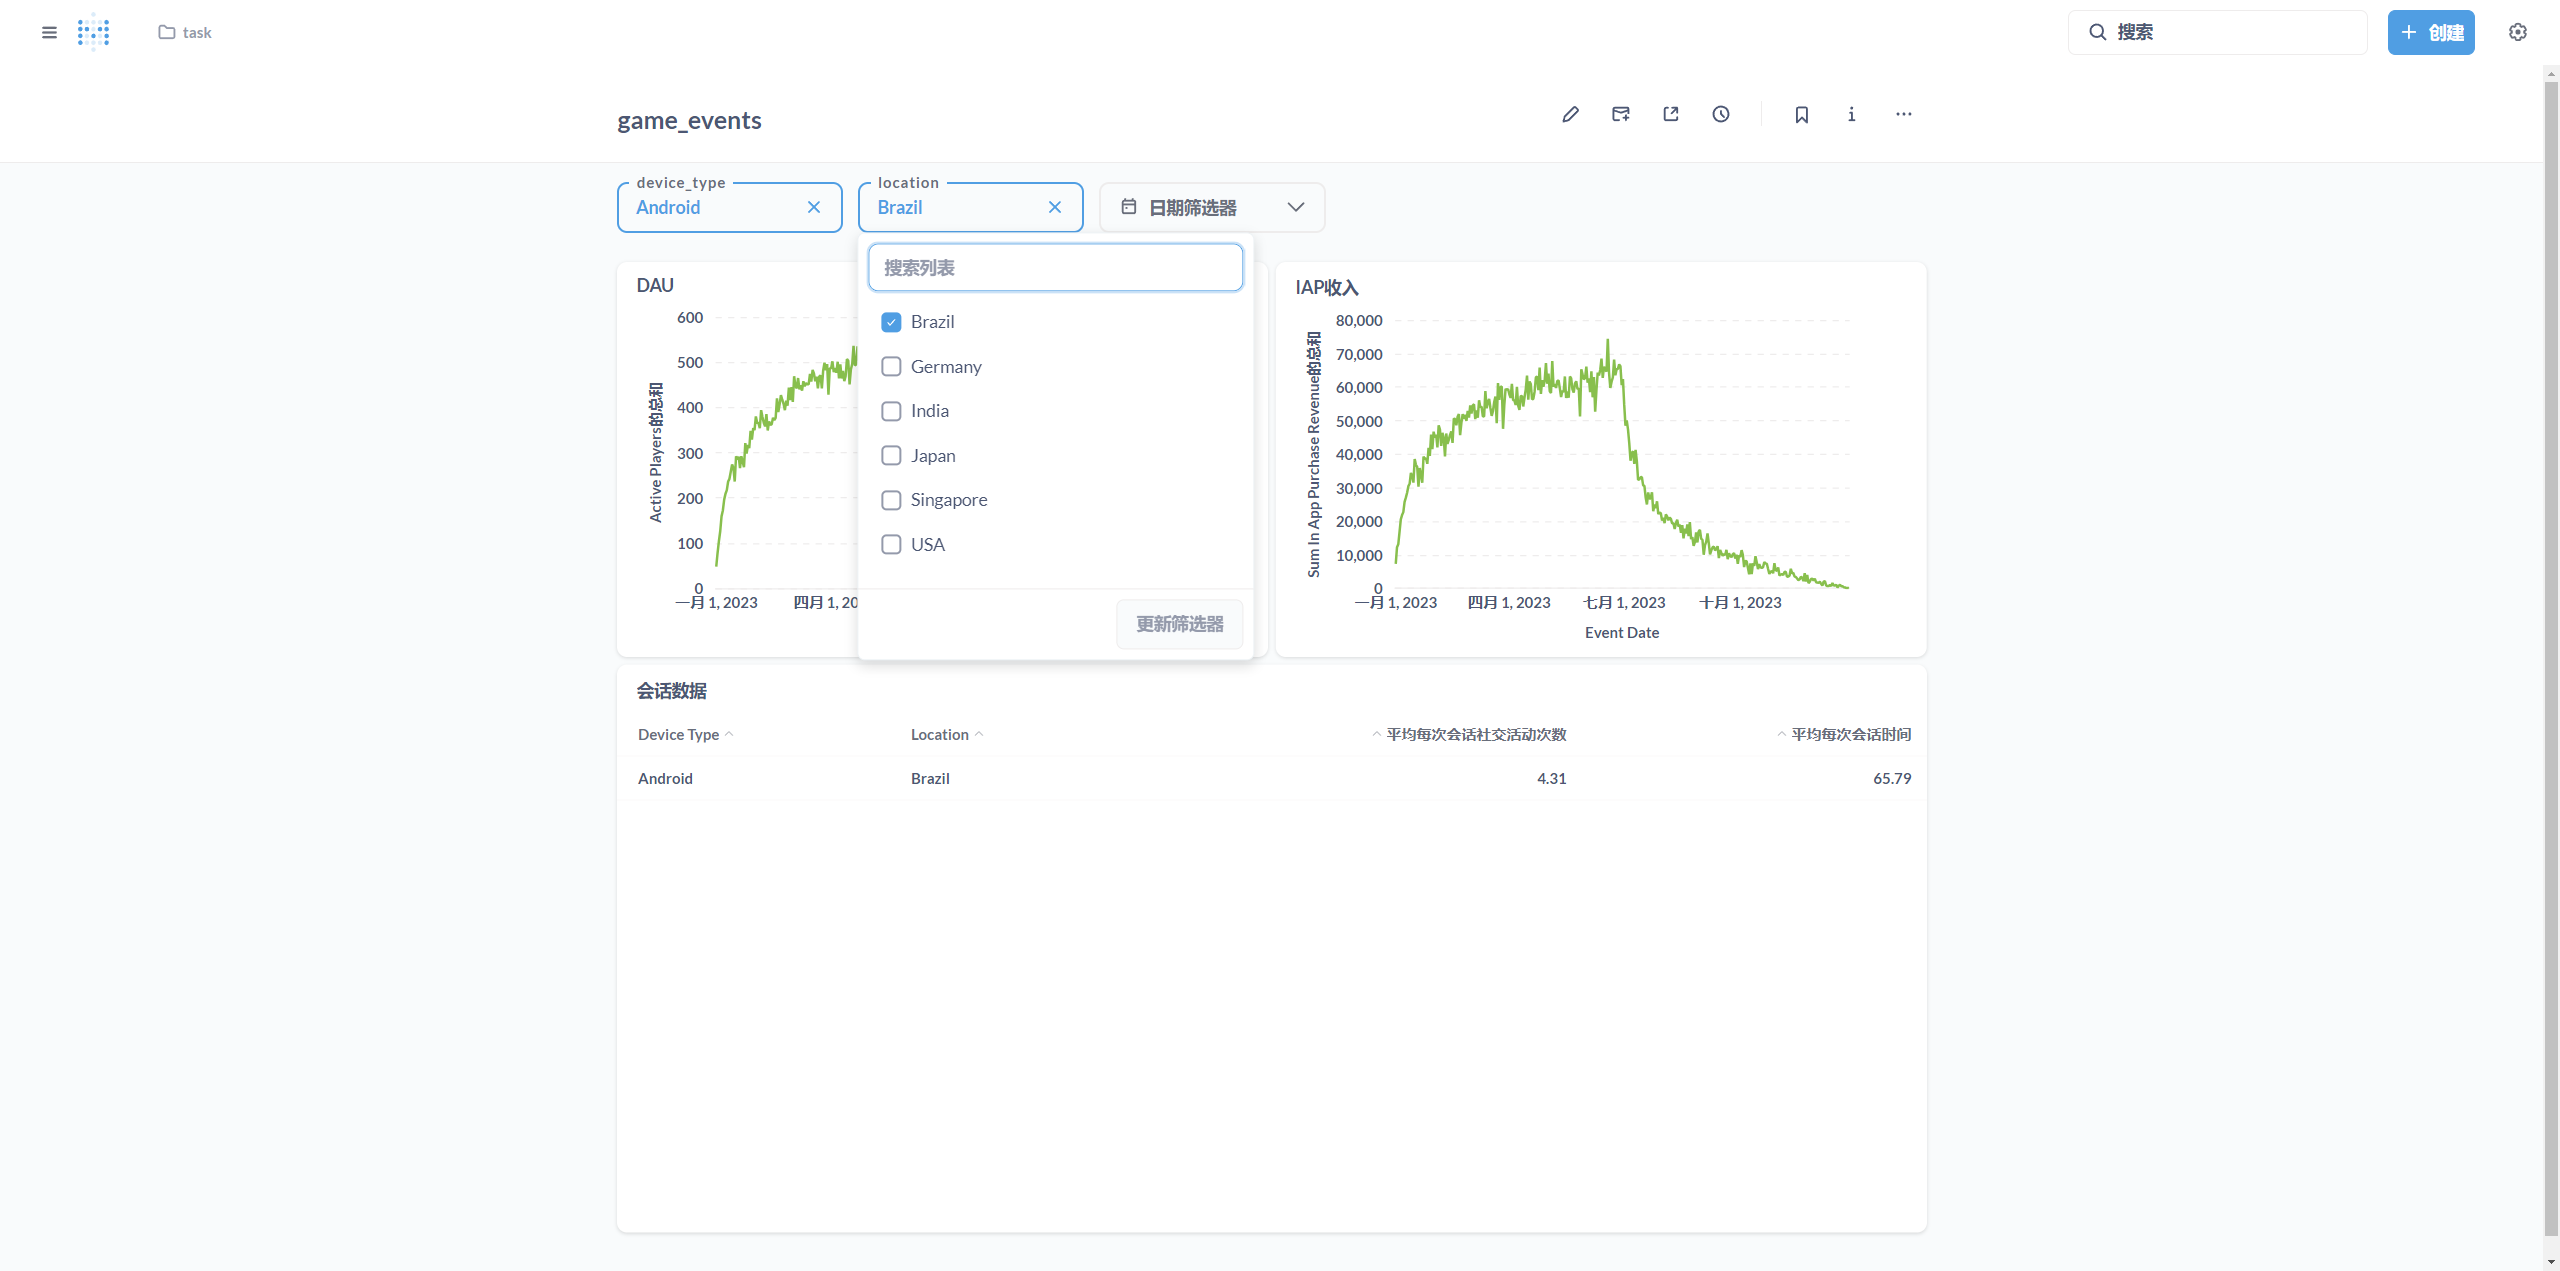 task
搜索
创建
game_events
device_type
Android
location
Brazil
日期筛选器
搜索列表
Brazil
Germany
India
Japan
Singapore
USA
更新筛选器
DAU
600
500
400
300
200
100
0
Active Players的总和
一月 1, 2023
四月 1, 20
IAP收入
80,000
70,000
60,000
50,000
40,000
30,000
20,000
10,000
0
Sum In App Purchase Revenue的总和
一月 1, 2023
四月 1, 2023
七月 1, 2023
十月 1, 2023
Event Date
会话数据
Device Type
Location
平均每次会话社交活动次数
平均每次会话时间
Android
Brazil
4.31
65.79